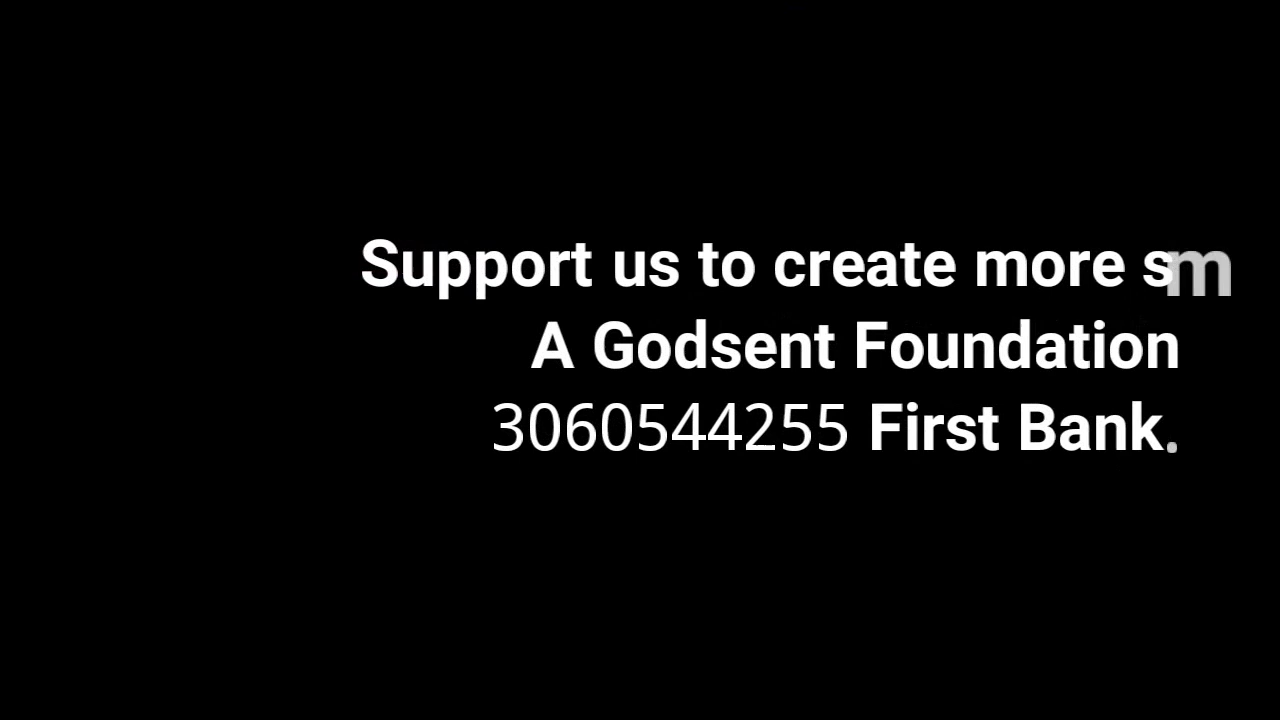 Support us to create more sm
A Godsent Foundation
3060544255 First Bank.